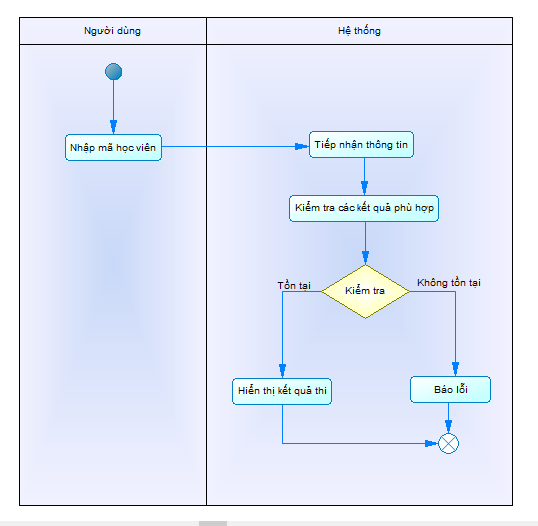 Người dùng
Hệ thống
Nhập mã học viên
Tiếp nhận thông tin
Kiểm tra các kết quả phù hợp
Kiểm tra
Tồn tại
Không tồn tại
Hiển thị kết quả thi
Báo lỗi